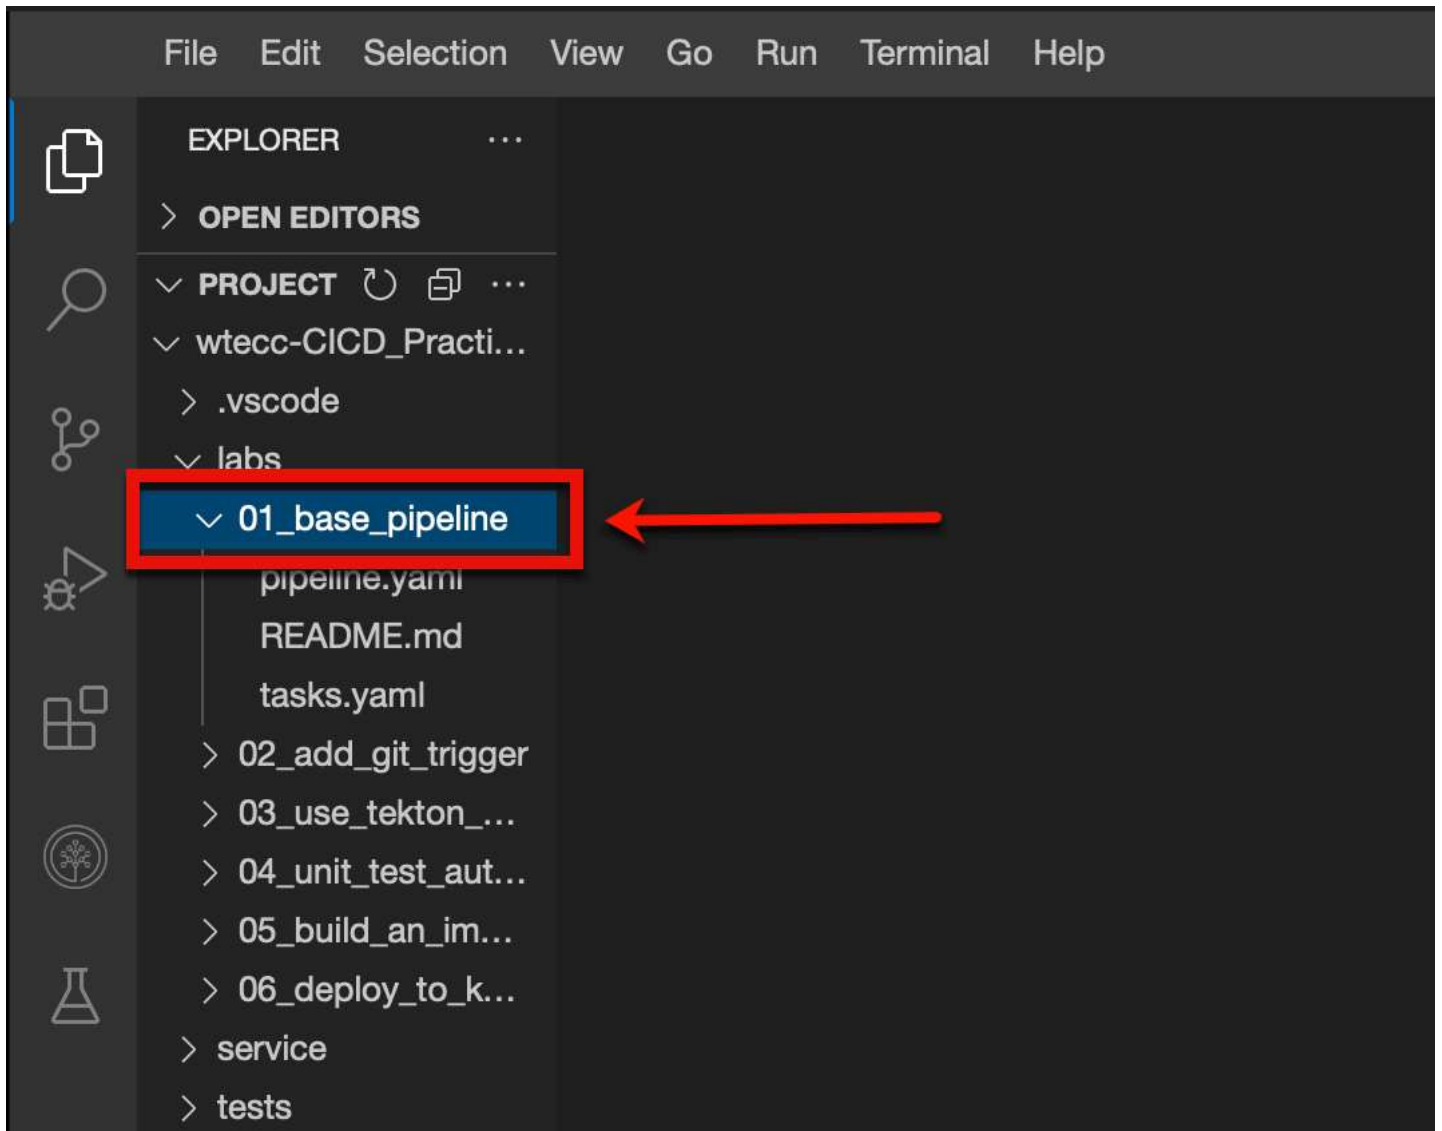 File Edit Selection View Go Run Terminal Help
EXPLORER ...
OPEN EDITORS
PROJECT ...
wtecc-CICD_Practi...
.vscode
labs
01_base_pipeline
pipeline.yaml
README.md
tasks.yaml
02_add_git_trigger
03_use_tekton_...
04_unit_test_aut...
05_build_an_im...
06_deploy_to_k...
service
tests